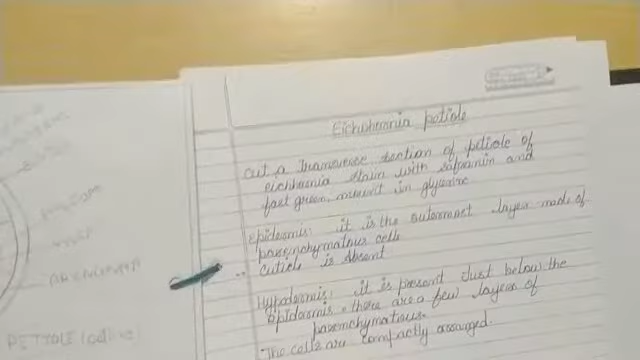 Eichhornia petiole
cut a transverse section of petiole of
eichhornia stain with safranin and
fast green, mount in glycerine
Epidermis: it is the outermost layer made of
parenchymatous cells
cuticle is absent
Hypodermis: it is present Just below the
Epidermis. there are a few layers of
parenchymatous.
The cells are compactly arranged.
PETIOLE